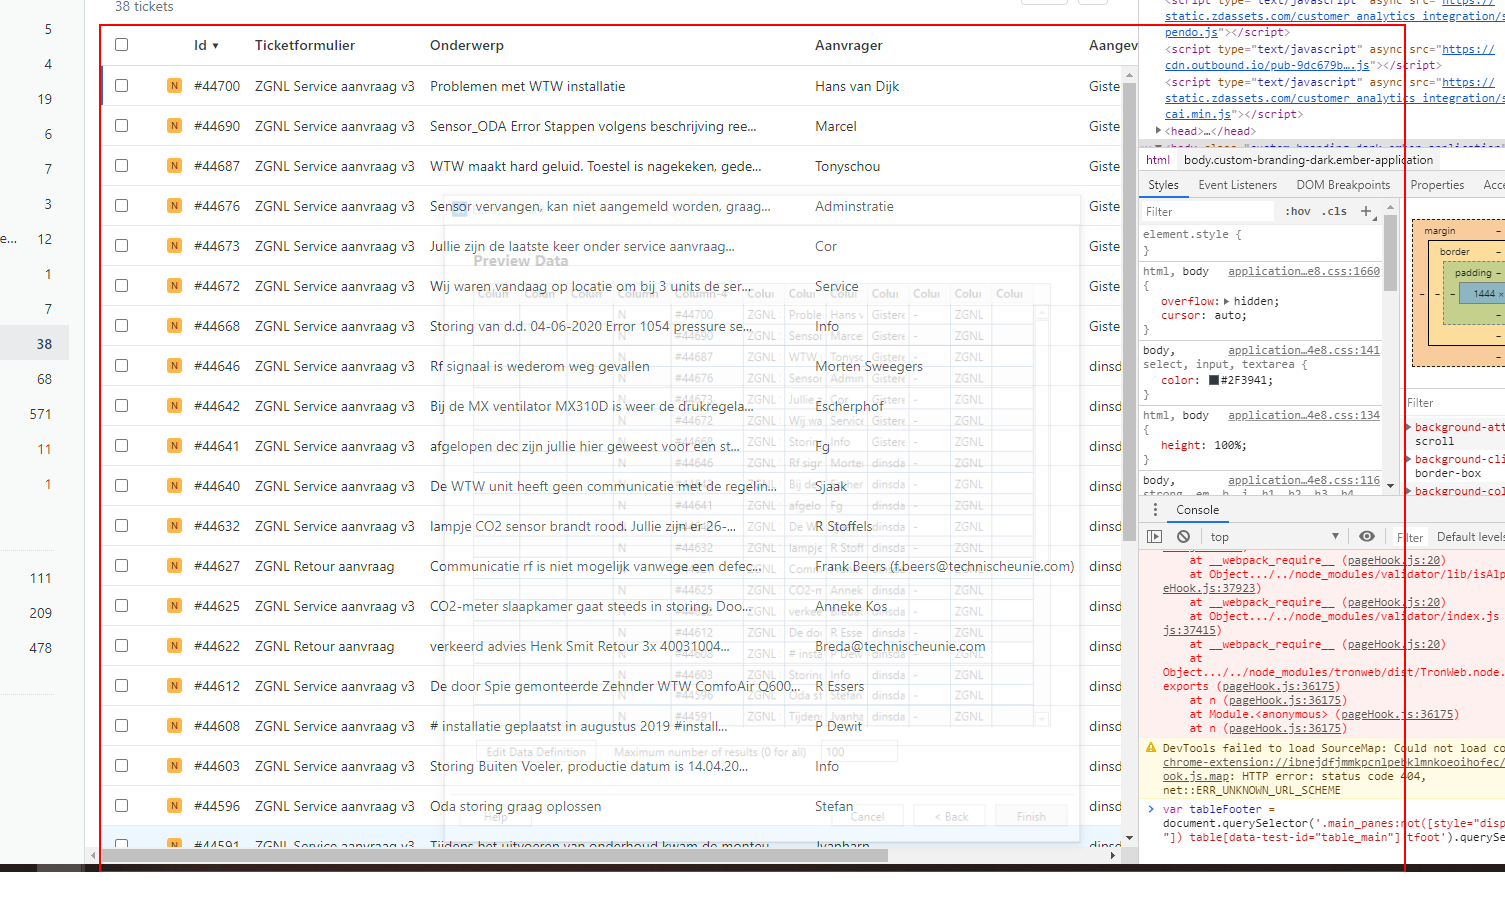 38 tickets
5
4
19
6
7
3
e... 12
1
7
38
68
571
11
1
111
209
478
Id ▼ Ticketformulier Onderwerp Aanvrager Aangev
N #44700 ZGNL Service aanvraag v3 Problemen met WTW installatie Hans van Dijk Giste
N #44690 ZGNL Service aanvraag v3 Sensor_ODA Error Stappen volgens beschrijving ree... Marcel Giste
N #44687 ZGNL Service aanvraag v3 WTW maakt hard geluid. Toestel is nagekeken, gede... Tonyschou Giste
N #44676 ZGNL Service aanvraag v3 Sensor vervangen, kan niet aangemeld worden, graag... Adminstratie Giste
N #44673 ZGNL Service aanvraag v3 Jullie zijn de laatste keer onder service aanvraag... Cor Giste
N #44672 ZGNL Service aanvraag v3 Wij waren vandaag op locatie om bij 3 units de ser... Service Giste
N #44668 ZGNL Service aanvraag v3 Storing van d.d. 04-06-2020 Error 1054 pressure se... Info Giste
N #44646 ZGNL Service aanvraag v3 Rf signaal is wederom weg gevallen Morten Sweegers dinsd
N #44642 ZGNL Service aanvraag v3 Bij de MX ventilator MX310D is weer de drukregela... Escherphof dinsd
N #44641 ZGNL Service aanvraag v3 afgelopen dec zijn jullie hier geweest voor een st... Fg dinsd
N #44640 ZGNL Service aanvraag v3 De WTW unit heeft geen communicatie met de regelin... Sjaak dinsd
N #44632 ZGNL Service aanvraag v3 lampje CO2 sensor brandt rood. Jullie zijn er 26-... R Stoffels dinsd
N #44627 ZGNL Retour aanvraag Communicatie rf is niet mogelijk vanwege een defec... Frank Beers (f.beers@technischeunie.com) dinsd
N #44625 ZGNL Service aanvraag v3 CO2-meter slaapkamer gaat steeds in storing. Doo... Anneke Kos dinsd
N #44622 ZGNL Retour aanvraag verkeerd advies Henk Smit Retour 3x 40031004... Breda@technischeunie.com dinsd
N #44612 ZGNL Service aanvraag v3 De door Spie gemonteerde Zehnder WTW ComfoAir Q600... R Essers dinsd
N #44608 ZGNL Service aanvraag v3 # installatie geplaatst in augustus 2019 #install... P Dewit dinsd
N #44603 ZGNL Service aanvraag v3 Storing Buiten Voeler, productie datum is 14.04.20... Info dinsd
N #44596 ZGNL Service aanvraag v3 Oda storing graag oplossen Stefan dinsd
N #44591 ZGNL Service aanvraag v3 Tijdens het uitvoeren van onderhoud kwam de monteu Jvanharn dinsd
Preview Data
Column-4
Edit Data Definition Maximum number of results (0 for all) 100
Help Cancel < Back Finish
<script type="text/javascript" async src="https://
static.zdassets.com/customer_analytics_integration/s
pendo.js"></script>
<script type="text/javascript" async src="https://
cdn.outbound.io/pub-9dc679b….js"></script>
<script type="text/javascript" async src="https://
static.zdassets.com/customer_analytics_integration/s
cai.min.js"></script>
<head>…</head>
<body class="custom-branding-dark ember-application"
html body.custom-branding-dark.ember-application
Styles Event Listeners DOM Breakpoints Properties Acce
Filter :hov .cls +
element.style {
}
html, body application…e8.css:1660
{
overflow: hidden;
cursor: auto;
}
body, application…4e8.css:141
select, input, textarea {
color: #2F3941;
}
html, body application…4e8.css:134
{
height: 100%;
}
body, application…4e8.css:116
strong, em, b, i, h1, h2, h3, h4,
margin –
border –
padding –
1444 ×
Filter
background-att
scroll
background-cli
border-box
background-col
Console
top Filter Default levels
at __webpack_require__ (pageHook.js:20)
at Object.../../node_modules/validator/lib/isAlp
eHook.js:37923)
at __webpack_require__ (pageHook.js:20)
at Object.../../node_modules/validator/index.js
js:37415)
at __webpack_require__ (pageHook.js:20)
at
Object.../../node_modules/tronweb/dist/TronWeb.node.
exports (pageHook.js:36175)
at n (pageHook.js:36175)
at Module.<anonymous> (pageHook.js:36175)
at n (pageHook.js:36175)
DevTools failed to load SourceMap: Could not load co
chrome-extension://ibnejdfjmmkpcnlpebklmnkoeoihofec/
ook.js.map: HTTP error: status code 404,
net::ERR_UNKNOWN_URL_SCHEME
> var tableFooter =
document.querySelector('.main_panes:not([style="disp
"]) table[data-test-id="table_main"] tfoot').querySe